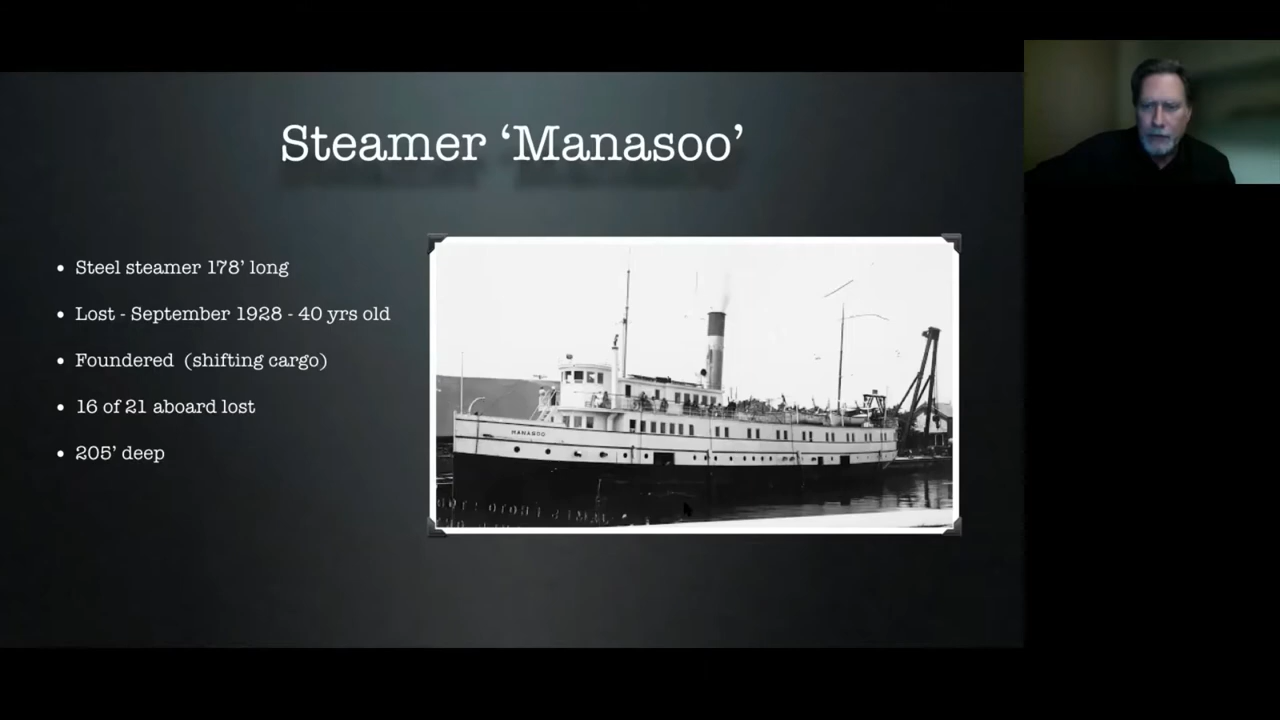 Steamer ‘Manasoo’
• Steel steamer 178’ long
• Lost - September 1928 - 40 yrs old
• Foundered (shifting cargo)
• 16 of 21 aboard lost
• 205’ deep
MANASOO